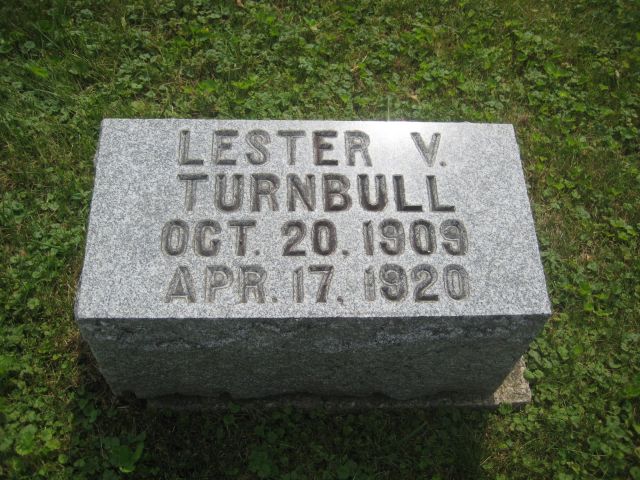 LESTER V.
TURNBULL
OCT. 20. 1909
APR. 17. 1920